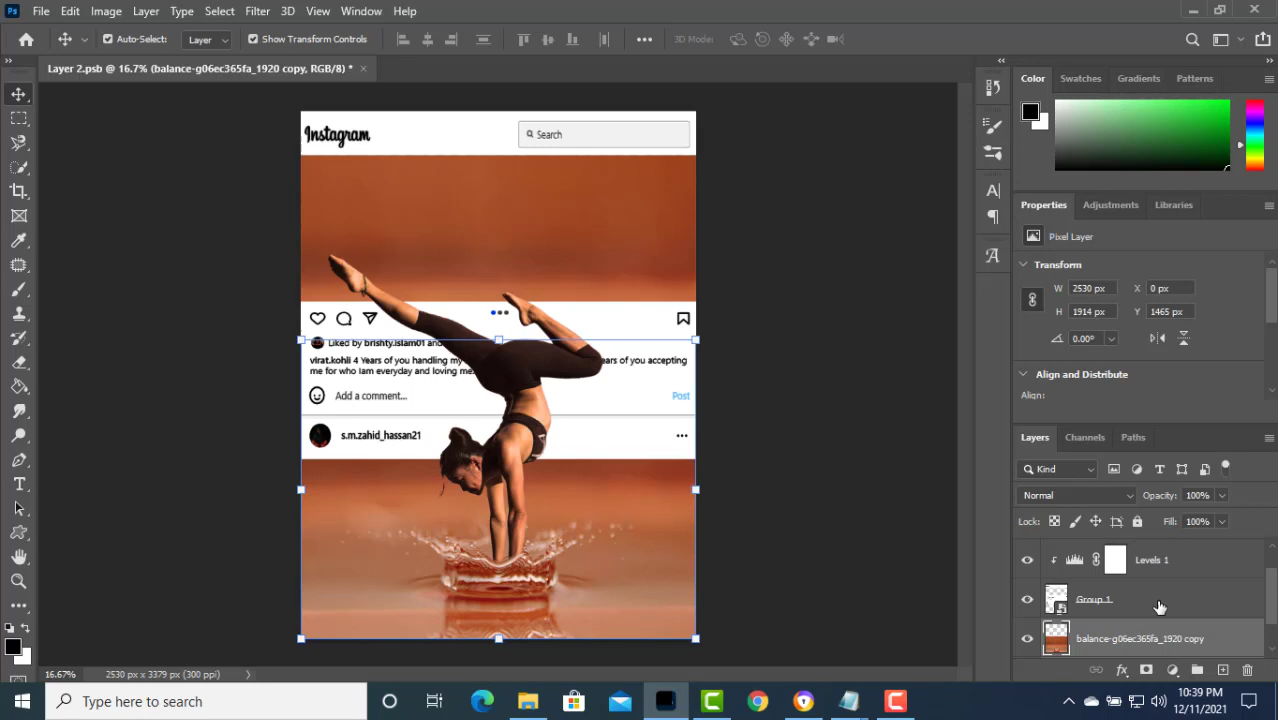 Ps File Edit Image Layer Type Select Filter 3D View Window Help
Auto-Select: Layer Show Transform Controls ••• 3D Mode:
Layer 2.psb @ 16.7% (balance-g06ec365fa_1920 copy, RGB/8) * ×
Color Swatches Gradients Patterns
Instagram Search
Properties Adjustments Libraries
Pixel Layer
Transform
W 2530 px X 0 px
H 1914 px Y 1465 px
0.00°
Align and Distribute
Align:
Liked by brishty.islam01 and
virat.kohli 4 Years of you handling my ears of you accepting
me for who Iam everyday and loving me
Add a comment... Post
s.m.zahid_hassan21
Layers Channels Paths
Kind
Normal Opacity: 100%
Lock: Fill: 100%
Levels 1
Group 1
balance-g06ec365fa_1920 copy
16.67% 2530 px x 3379 px (300 ppi)
Type here to search
10:39 PM
12/11/2021